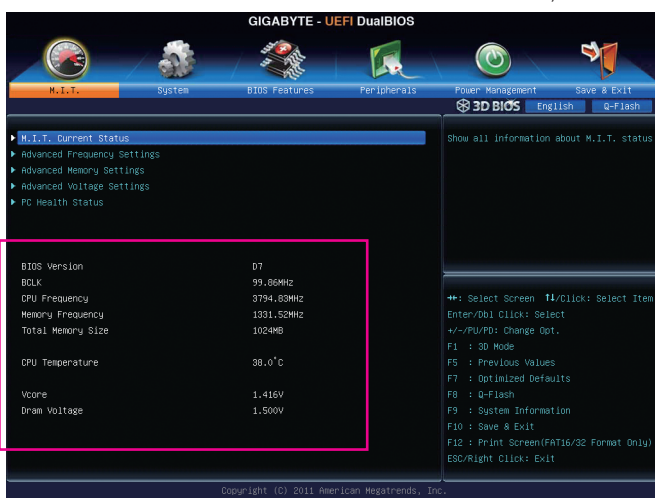 GIGABYTE - UEFI DualBIOS
M.I.T. System BIOS Features Peripherals Power Management Save & Exit
3D BIOS English Q-Flash
M.I.T. Current Status
Advanced Frequency Settings
Advanced Memory Settings
Advanced Voltage Settings
PC Health Status
Show all information about M.I.T. status
BIOS Version D7
BCLK 99.86MHz
CPU Frequency 3794.83MHz
Memory Frequency 1331.52MHz
Total Memory Size 1024MB
CPU Temperature 38.0°C
Vcore 1.416V
Dram Voltage 1.500V
→←: Select Screen ↑↓/Click: Select Item
Enter/Dbl Click: Select
+/-/PU/PD: Change Opt.
F1 : 3D Mode
F5 : Previous Values
F7 : Optimized Defaults
F8 : Q-Flash
F9 : System Information
F10 : Save & Exit
F12 : Print Screen(FAT16/32 Format Only)
ESC/Right Click: Exit
Copyright (C) 2011 American Megatrends, Inc.